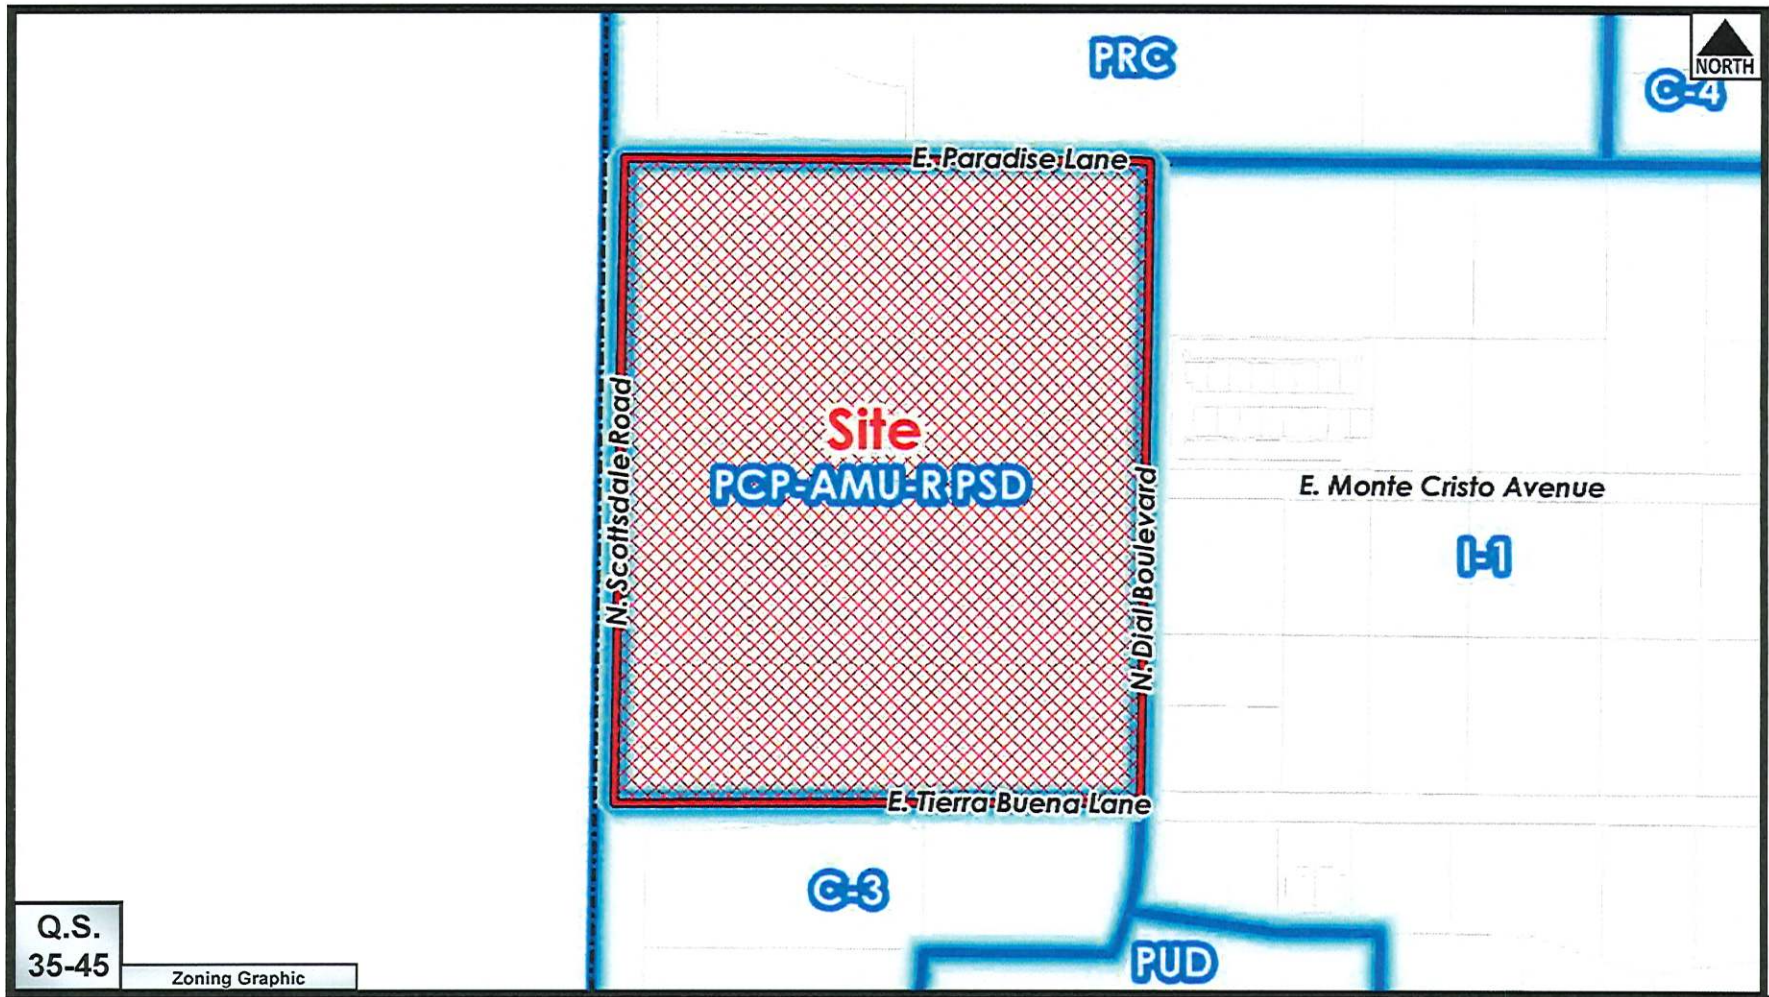 PRC
NORTH
C-4
E. Paradise Lane
N. Scottsdale Road
Site
PCP-AMU-R PSD
N. Dial Boulevard
E. Monte Cristo Avenue
I-1
E. Tierra Buena Lane
C-3
PUD
Q.S.
35-45
Zoning Graphic